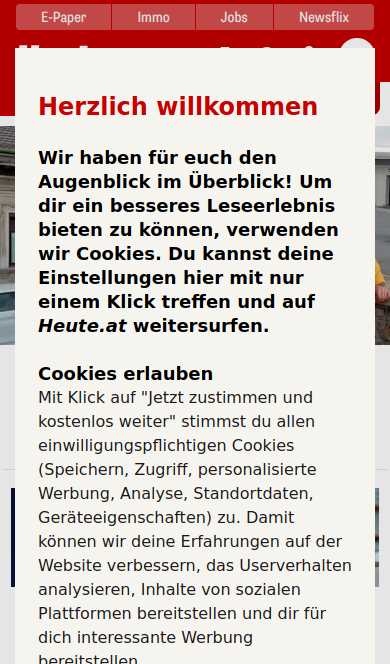 E-Paper
Immo
Jobs
Newsflix
Herzlich willkommen
Wir haben für euch den
Augenblick im Überblick! Um
dir ein besseres Leseerlebnis
bieten zu können, verwenden
wir Cookies. Du kannst deine
Einstellungen hier mit nur
einem Klick treffen und auf
Heute.at weitersurfen.
Cookies erlauben
Mit Klick auf "Jetzt zustimmen und
kostenlos weiter" stimmst du allen
einwilligungspflichtigen Cookies
(Speichern, Zugriff, personalisierte
Werbung, Analyse, Standortdaten,
Geräteeigenschaften) zu. Damit
können wir deine Erfahrungen auf der
Website verbessern, das Userverhalten
analysieren, Inhalte von sozialen
Plattformen bereitstellen und dir für
dich interessante Werbung
bereitstellen